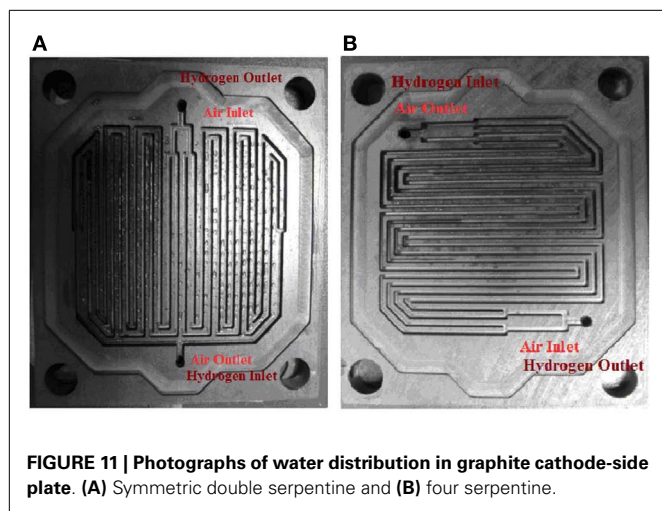 A
B
Hydrogen Outlet
Air Inlet
Air Outlet
Hydrogen Inlet
Hydrogen Inlet
Air Outlet
Air Inlet
Hydrogen Outlet
FIGURE 11 | Photographs of water distribution in graphite cathode-side
plate. (A) Symmetric double serpentine and (B) four serpentine.